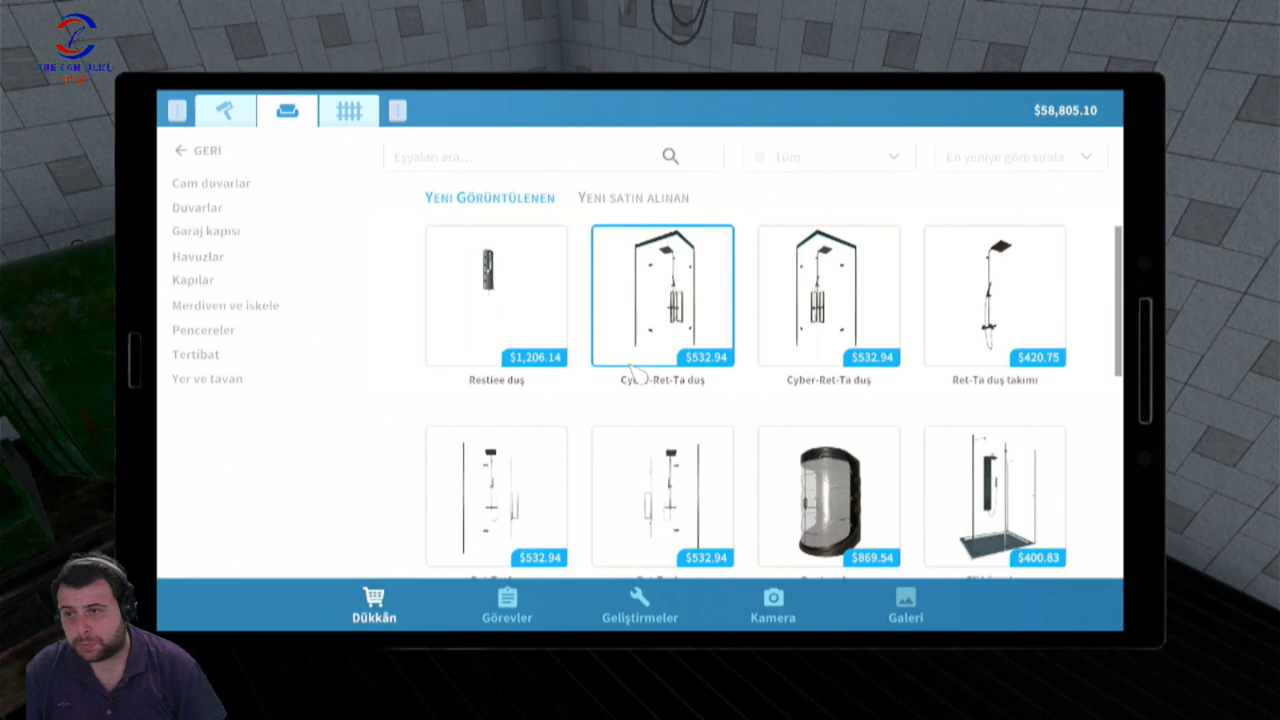 $58,805.10
GERI
Eşyaları ara...
Tüm
En yeniye göre sırala
Cam duvarlar
Duvarlar
Garaj kapısı
Havuzlar
Kapılar
Merdiven ve iskele
Pencereler
Tertibat
Yer ve tavan
YENI GÖRÜNTÜLENEN
YENI SATIN ALINAN
$1,206.14
$532.94
$532.94
$420.75
Restiee duş
Cyber-Ret-Ta duş
Cyber-Ret-Ta duş
Ret-Ta duş takımı
$532.94
$532.94
$869.54
$400.83
Dükkân
Görevler
Geliştirmeler
Kamera
Galeri